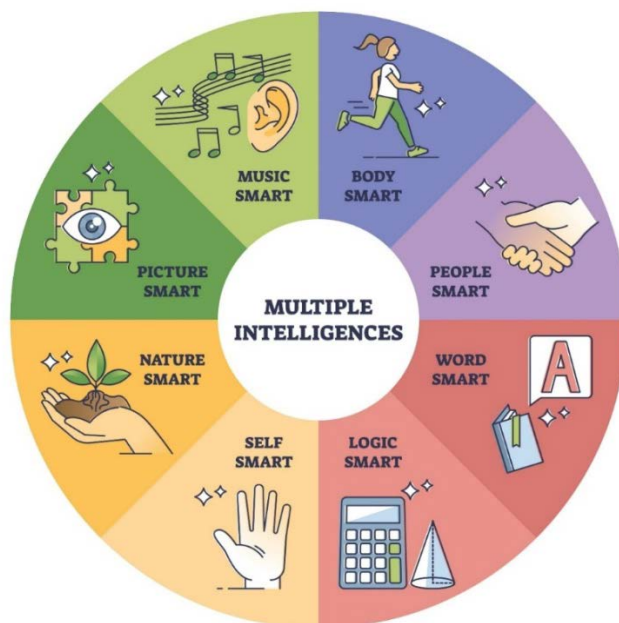 MULTIPLE
INTELLIGENCES
MUSIC
SMART
BODY
SMART
PEOPLE
SMART
WORD
SMART
A
LOGIC
SMART
SELF
SMART
NATURE
SMART
PICTURE
SMART